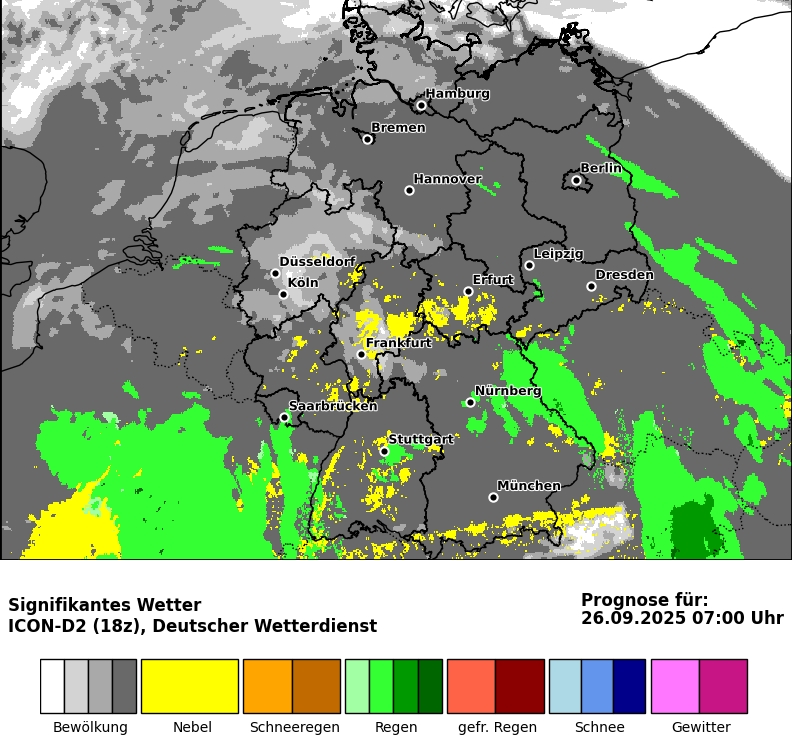 Hamburg
Bremen
Berlin
Hannover
Düsseldorf
Leipzig
Köln
Erfurt
Dresden
Frankfurt
Nürnberg
Saarbrücken
Stuttgart
München
Signifikantes Wetter
ICON-D2 (18z), Deutscher Wetterdienst
Prognose für:
26.09.2025 07:00 Uhr
Bewölkung Nebel Schneeregen Regen gefr. Regen Schnee Gewitter